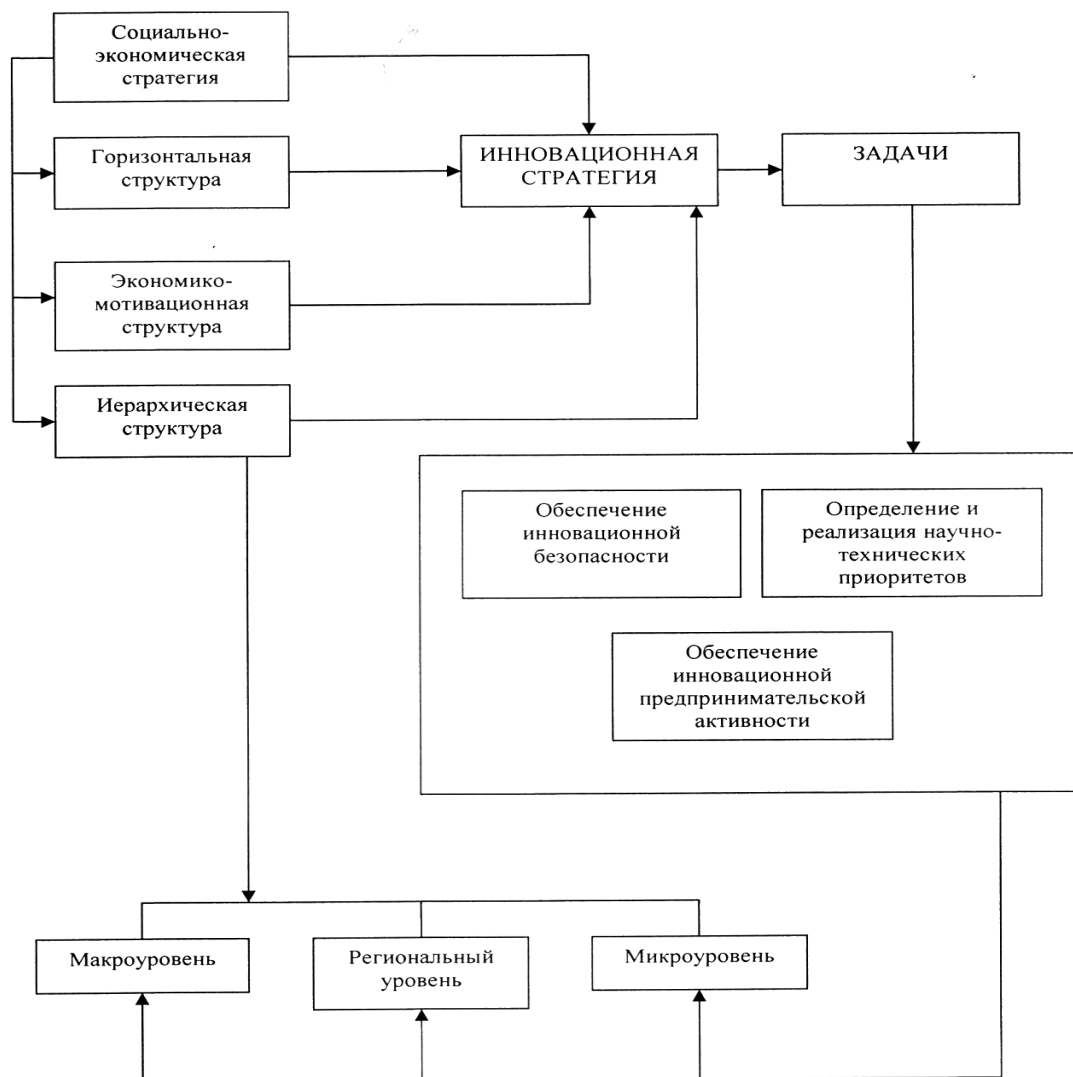 Социально-
экономическая
стратегия
Горизонтальная
структура
ИННОВАЦИОННАЯ
СТРАТЕГИЯ
ЗАДАЧИ
Экономико-
мотивационная
структура
Иерархическая
структура
Обеспечение
инновационной
безопасности
Определение и
реализация научно-
технических
приоритетов
Обеспечение
инновационной
предпринимательской
активности
Макроуровень
Региональный
уровень
Микроуровень